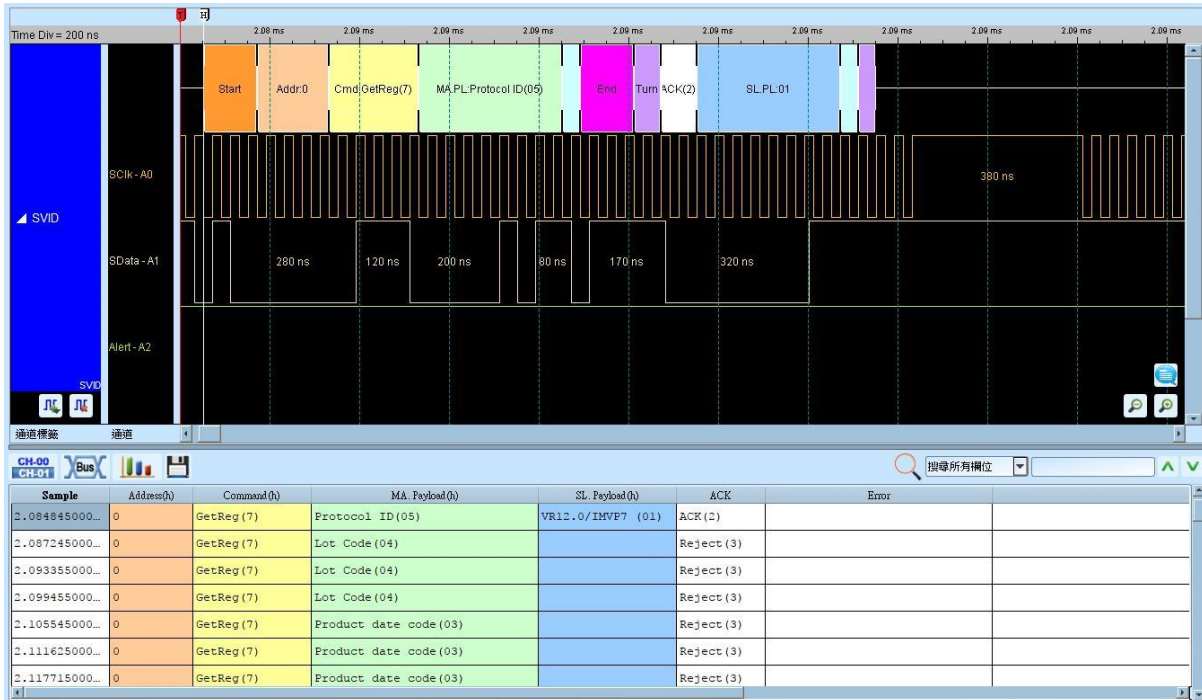 Time Div = 200 ns
T
H
2.08 ms 2.09 ms 2.09 ms 2.09 ms 2.09 ms 2.09 ms 2.09 ms 2.09 ms 2.09 ms 2.09 ms 2.09 ms
Start Addr:0 Cmd:GetReg(7) MA.PL:Protocol ID(05) End Turn ACK(2) SL.PL:01
SClk - A0 380 ns
SVID
SData - A1 280 ns 120 ns 200 ns 80 ns 170 ns 320 ns
Alert - A2
SVID
通道標籤 通道
CH-00
CH-01
Bus
搜尋所有欄位
Sample Address(h) Command(h) MA. Payload(h) SL. Payload(h) ACK Error
2.084845000... 0 GetReg(7) Protocol ID(05) VR12.0/IMVP7 (01) ACK(2)
2.087245000... 0 GetReg(7) Lot Code(04) Reject(3)
2.093355000... 0 GetReg(7) Lot Code(04) Reject(3)
2.099455000... 0 GetReg(7) Lot Code(04) Reject(3)
2.105545000... 0 GetReg(7) Product date code(03) Reject(3)
2.111625000... 0 GetReg(7) Product date code(03) Reject(3)
2.117715000... 0 GetReg(7) Product date code(03) Reject(3)